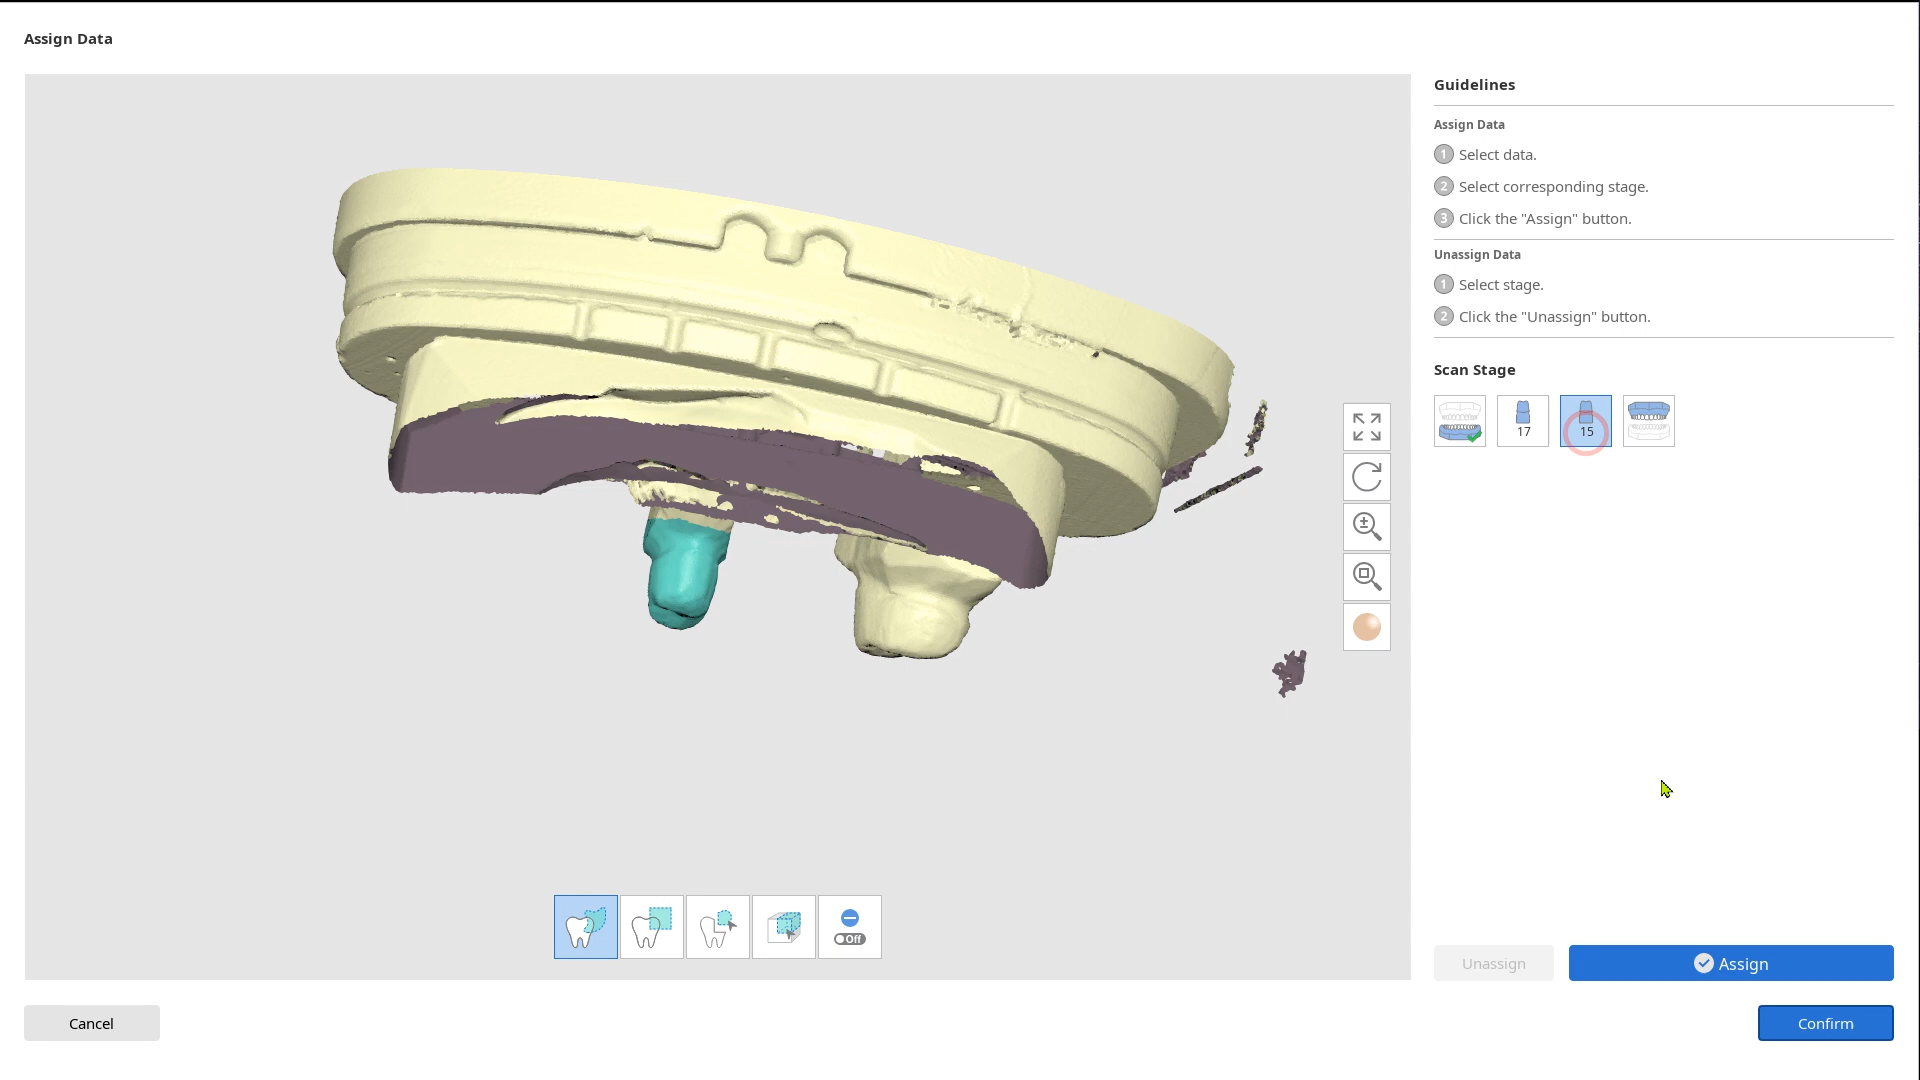 Assign Data
Guidelines
Assign Data
1 Select data.
2 Select corresponding stage.
3 Click the "Assign" button.
Unassign Data
1 Select stage.
2 Click the "Unassign" button.
Scan Stage
17
15
Off
Unassign
Assign
Cancel
Confirm